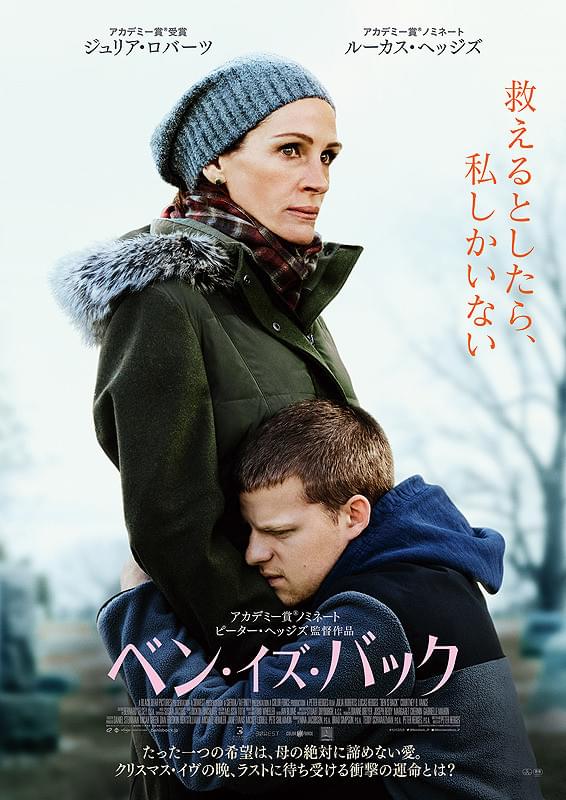 アカデミー賞®受賞
ジュリア・ロバーツ
アカデミー賞®ノミネート
ルーカス・ヘッジズ
救えるとしたら、
私しかいない
アカデミー賞®ノミネート
ピーター・ヘッジズ 監督作品
ベン・イズ・バック
たった一つの希望は、母の絶対に諦めない愛。
クリスマス・イヴの晩、ラストに待ち受ける衝撃の運命とは?